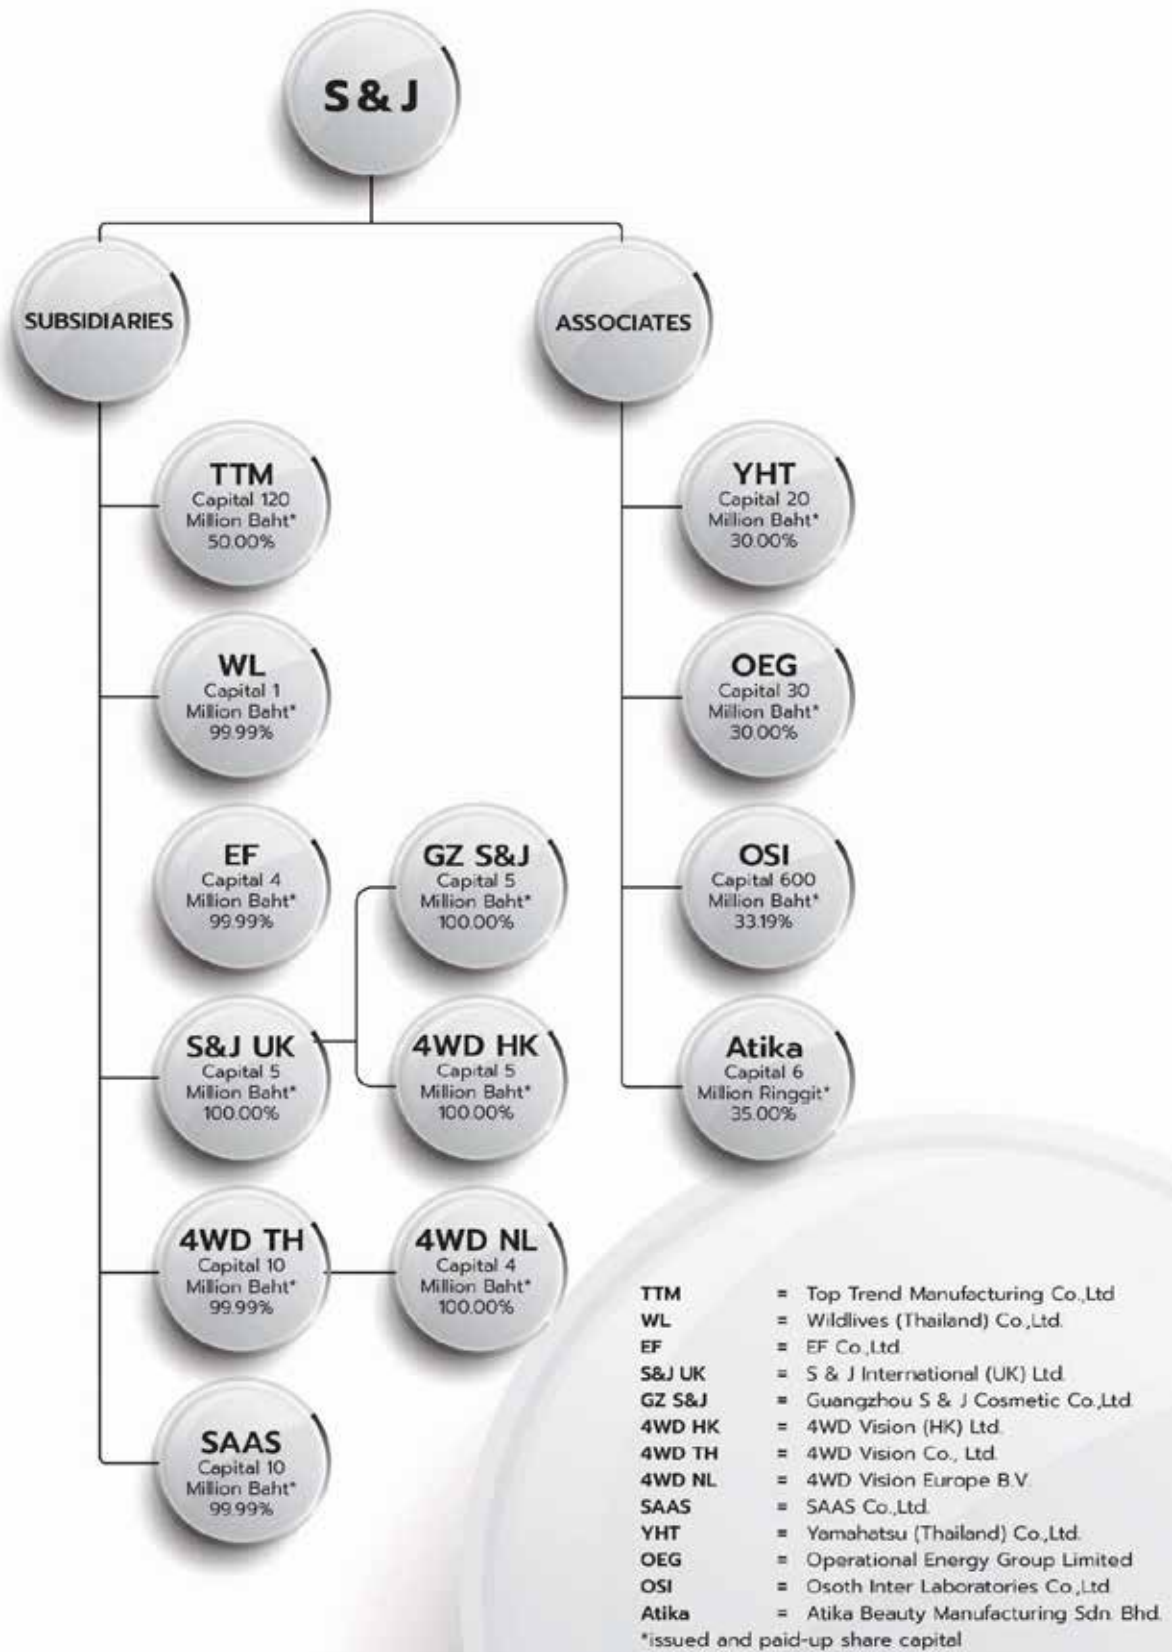 S & J
SUBSIDIARIES
ASSOCIATES
TTM
Capital 120
Million Baht*
50.00%
YHT
Capital 20
Million Baht*
30.00%
WL
Capital 1
Million Baht*
99.99%
OEG
Capital 30
Million Baht*
30.00%
EF
Capital 4
Million Baht*
99.99%
GZ S&J
Capital 5
Million Baht*
100.00%
OSI
Capital 600
Million Baht*
33.19%
S&J UK
Capital 5
Million Baht*
100.00%
4WD HK
Capital 5
Million Baht*
100.00%
Atika
Capital 6
Million Ringgit*
35.00%
4WD TH
Capital 10
Million Baht*
99.99%
4WD NL
Capital 4
Million Baht*
100.00%
SAAS
Capital 10
Million Baht*
99.99%
TTM = Top Trend Manufacturing Co.,Ltd
WL = Wildlives (Thailand) Co.,Ltd.
EF = EF Co.,Ltd.
S&J UK = S & J International (UK) Ltd.
GZ S&J = Guangzhou S & J Cosmetic Co.,Ltd.
4WD HK = 4WD Vision (HK) Ltd.
4WD TH = 4WD Vision Co., Ltd.
4WD NL = 4WD Vision Europe B.V.
SAAS = SAAS Co.,Ltd.
YHT = Yamahatsu (Thailand) Co.,Ltd.
OEG = Operational Energy Group Limited
OSI = Osoth Inter Laboratories Co.,Ltd
Atika = Atika Beauty Manufacturing Sdn. Bhd.
*issued and paid-up share capital